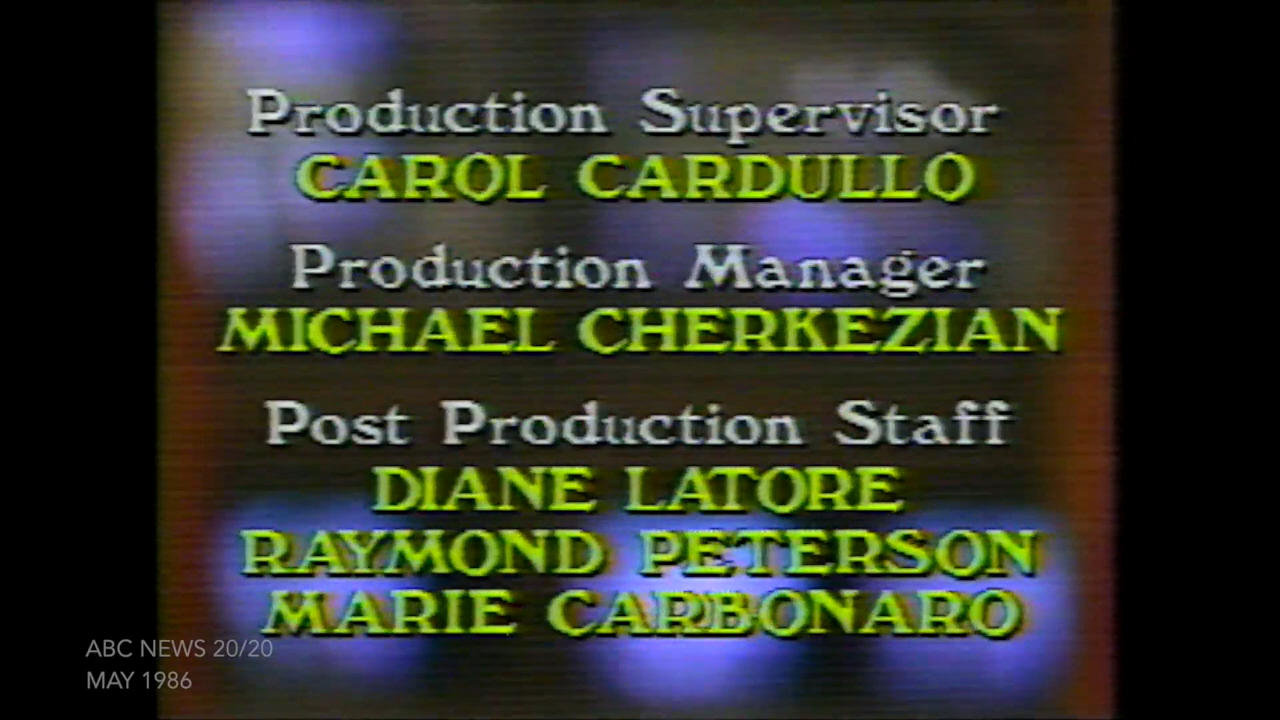 Production Supervisor
CAROL CARDULLO
Production Manager
MICHAEL CHERKEZIAN
Post Production Staff
DIANE LATORE
RAYMOND PETERSON
MARIE CARBONARO
ABC NEWS 20/20
MAY 1986